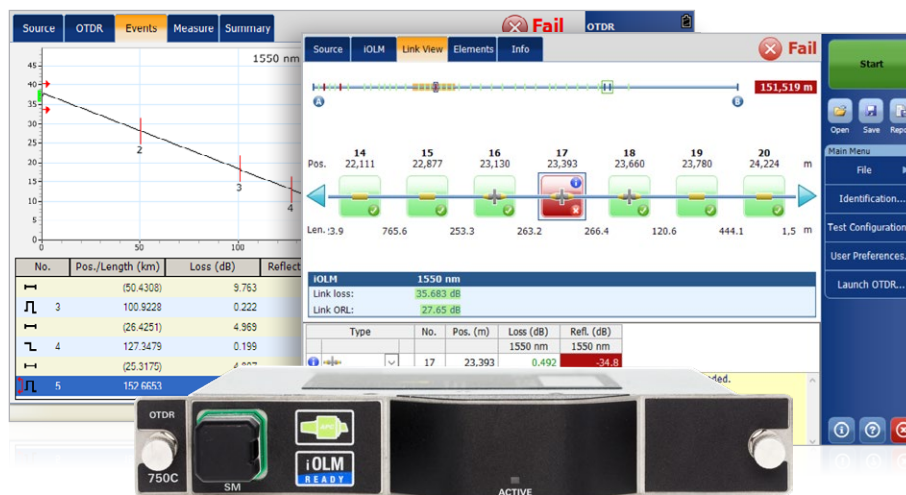 Source OTDR Events Measure Summary
Fail
OTDR
1550 nm
45
40
35
30
25
20
15
10
5
0
0 50 100
2
3
4
No. Pos./Length (km) Loss (dB) Reflect
(50.4308) 9.763
3 100.9228 0.222
(26.4251) 4.969
4 127.3479 0.199
(25.3175)
5 152.6653
Source iOLM Link View Elements Info
Fail
A B
151,519 m
14 15 16 17 18 19 20
Pos. 22,111 22,877 23,130 23,393 23,660 23,780 24,224 m
Len. :3.9 765.6 253.3 263.2 266.4 120.6 444.1 1,5 m
iOLM 1550 nm
Link loss: 35.683 dB
Link ORL: 27.65 dB
Type No. Pos. (m) Loss (dB) Refl. (dB)
1550 nm 1550 nm
17 23,393 0.492 -34.8
ded.
Start
Open Save Repo
Main Menu
File
Identification...
Test Configuration
User Preferences.
Launch OTDR...
OTDR
750C
SM
APC
iOLM
READY
ACTIVE